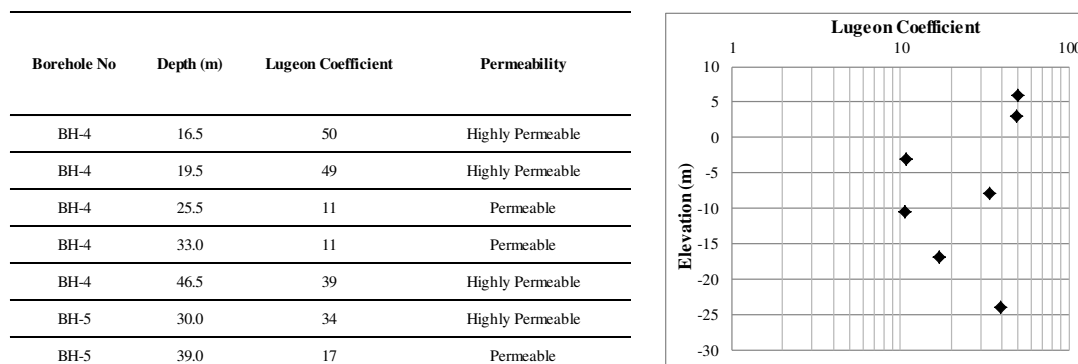 Borehole No Depth (m) Lugeon Coefficient Permeability
BH-4 16.5 50 Highly Permeable
BH-4 19.5 49 Highly Permeable
BH-4 25.5 11 Permeable
BH-4 33.0 11 Permeable
BH-4 46.5 39 Highly Permeable
BH-5 30.0 34 Highly Permeable
BH-5 39.0 17 Permeable
Lugeon Coefficient
1 10 100
10
5
0
-5
-10
-15
-20
-25
-30
Elevation (m)